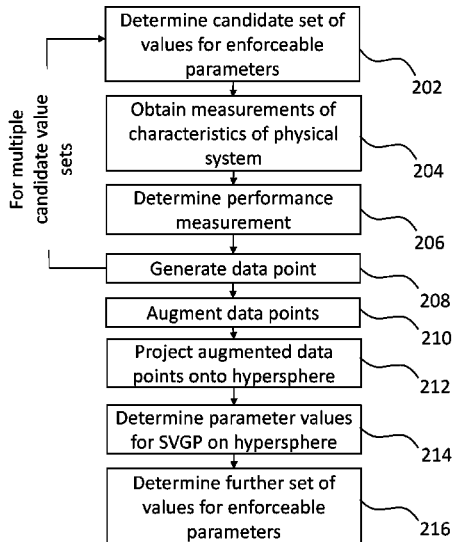 Determine candidate set of
values for enforceable
parameters
202
For multiple
candidate value
sets
Obtain measurements of
characteristics of physical
system
204
Determine performance
measurement
206
Generate data point
208
Augment data points
210
Project augmented data
points onto hypersphere
212
Determine parameter values
for SVGP on hypersphere
214
Determine further set of
values for enforceable
parameters
216